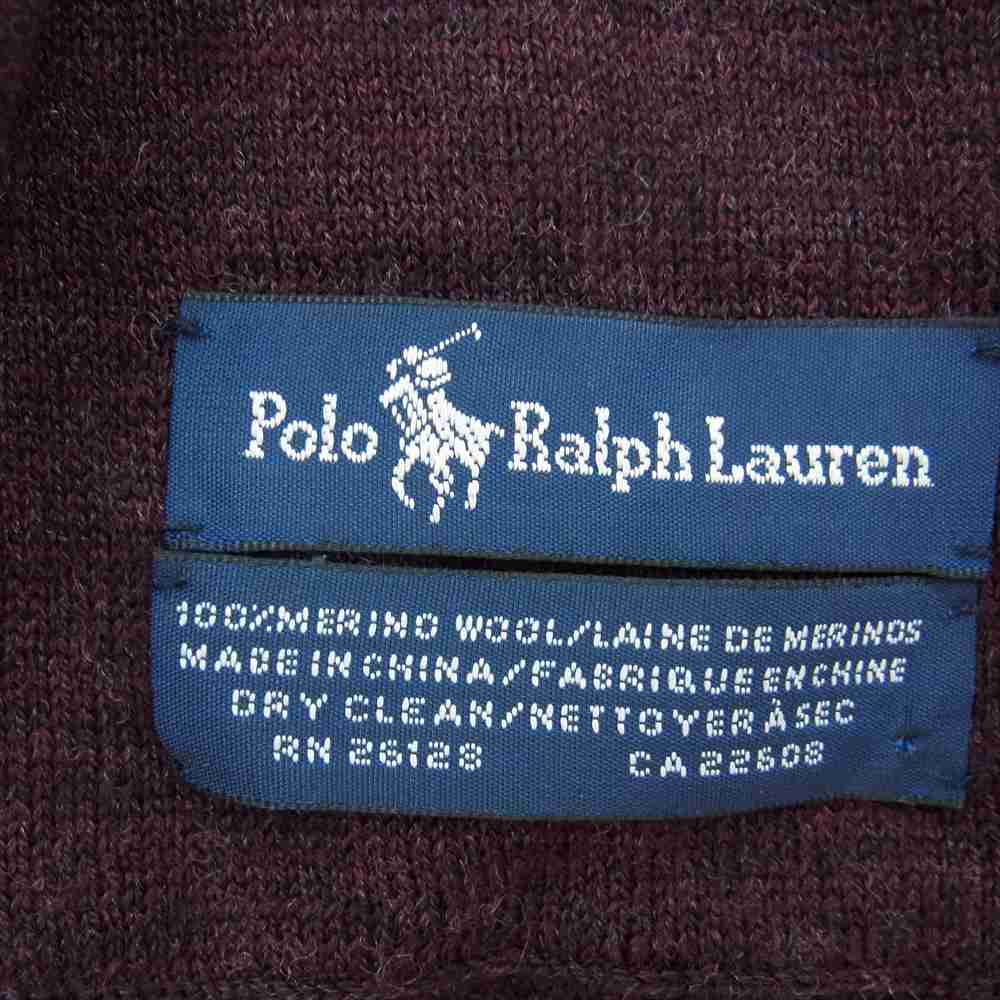 Polo Ralph Lauren
100% MERINO WOOL/LAINE DE MERINOS
MADE IN CHINA/FABRIQUE EN CHINE
DRY CLEAN/NETTOYER À SEC
RN 26128 CA 22608